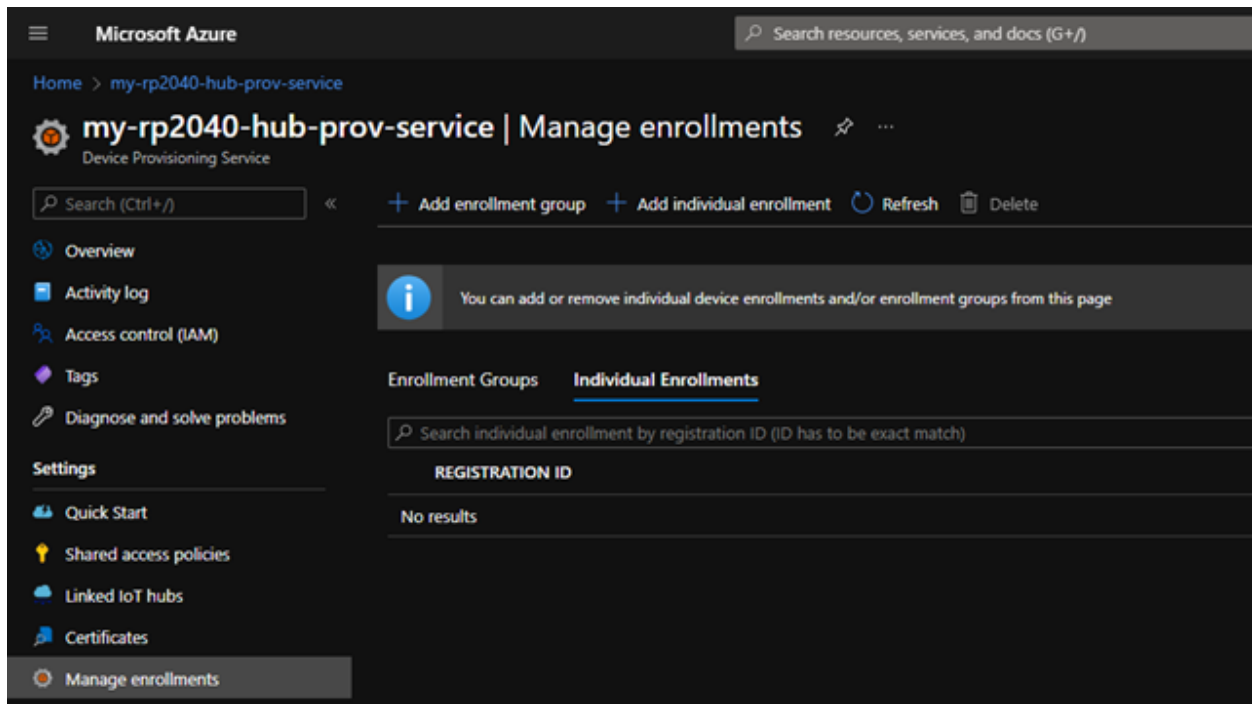 Microsoft Azure
Search resources, services, and docs (G+/)
Home > my-rp2040-hub-prov-service
my-rp2040-hub-prov-service | Manage enrollments
Device Provisioning Service
Search (Ctrl+/)
Add enrollment group
Add individual enrollment
Refresh
Delete
Overview
Activity log
Access control (IAM)
Tags
Diagnose and solve problems
Settings
Quick Start
Shared access policies
Linked IoT hubs
Certificates
Manage enrollments
You can add or remove individual device enrollments and/or enrollment groups from this page
Enrollment Groups
Individual Enrollments
Search individual enrollment by registration ID (ID has to be exact match)
REGISTRATION ID
No results